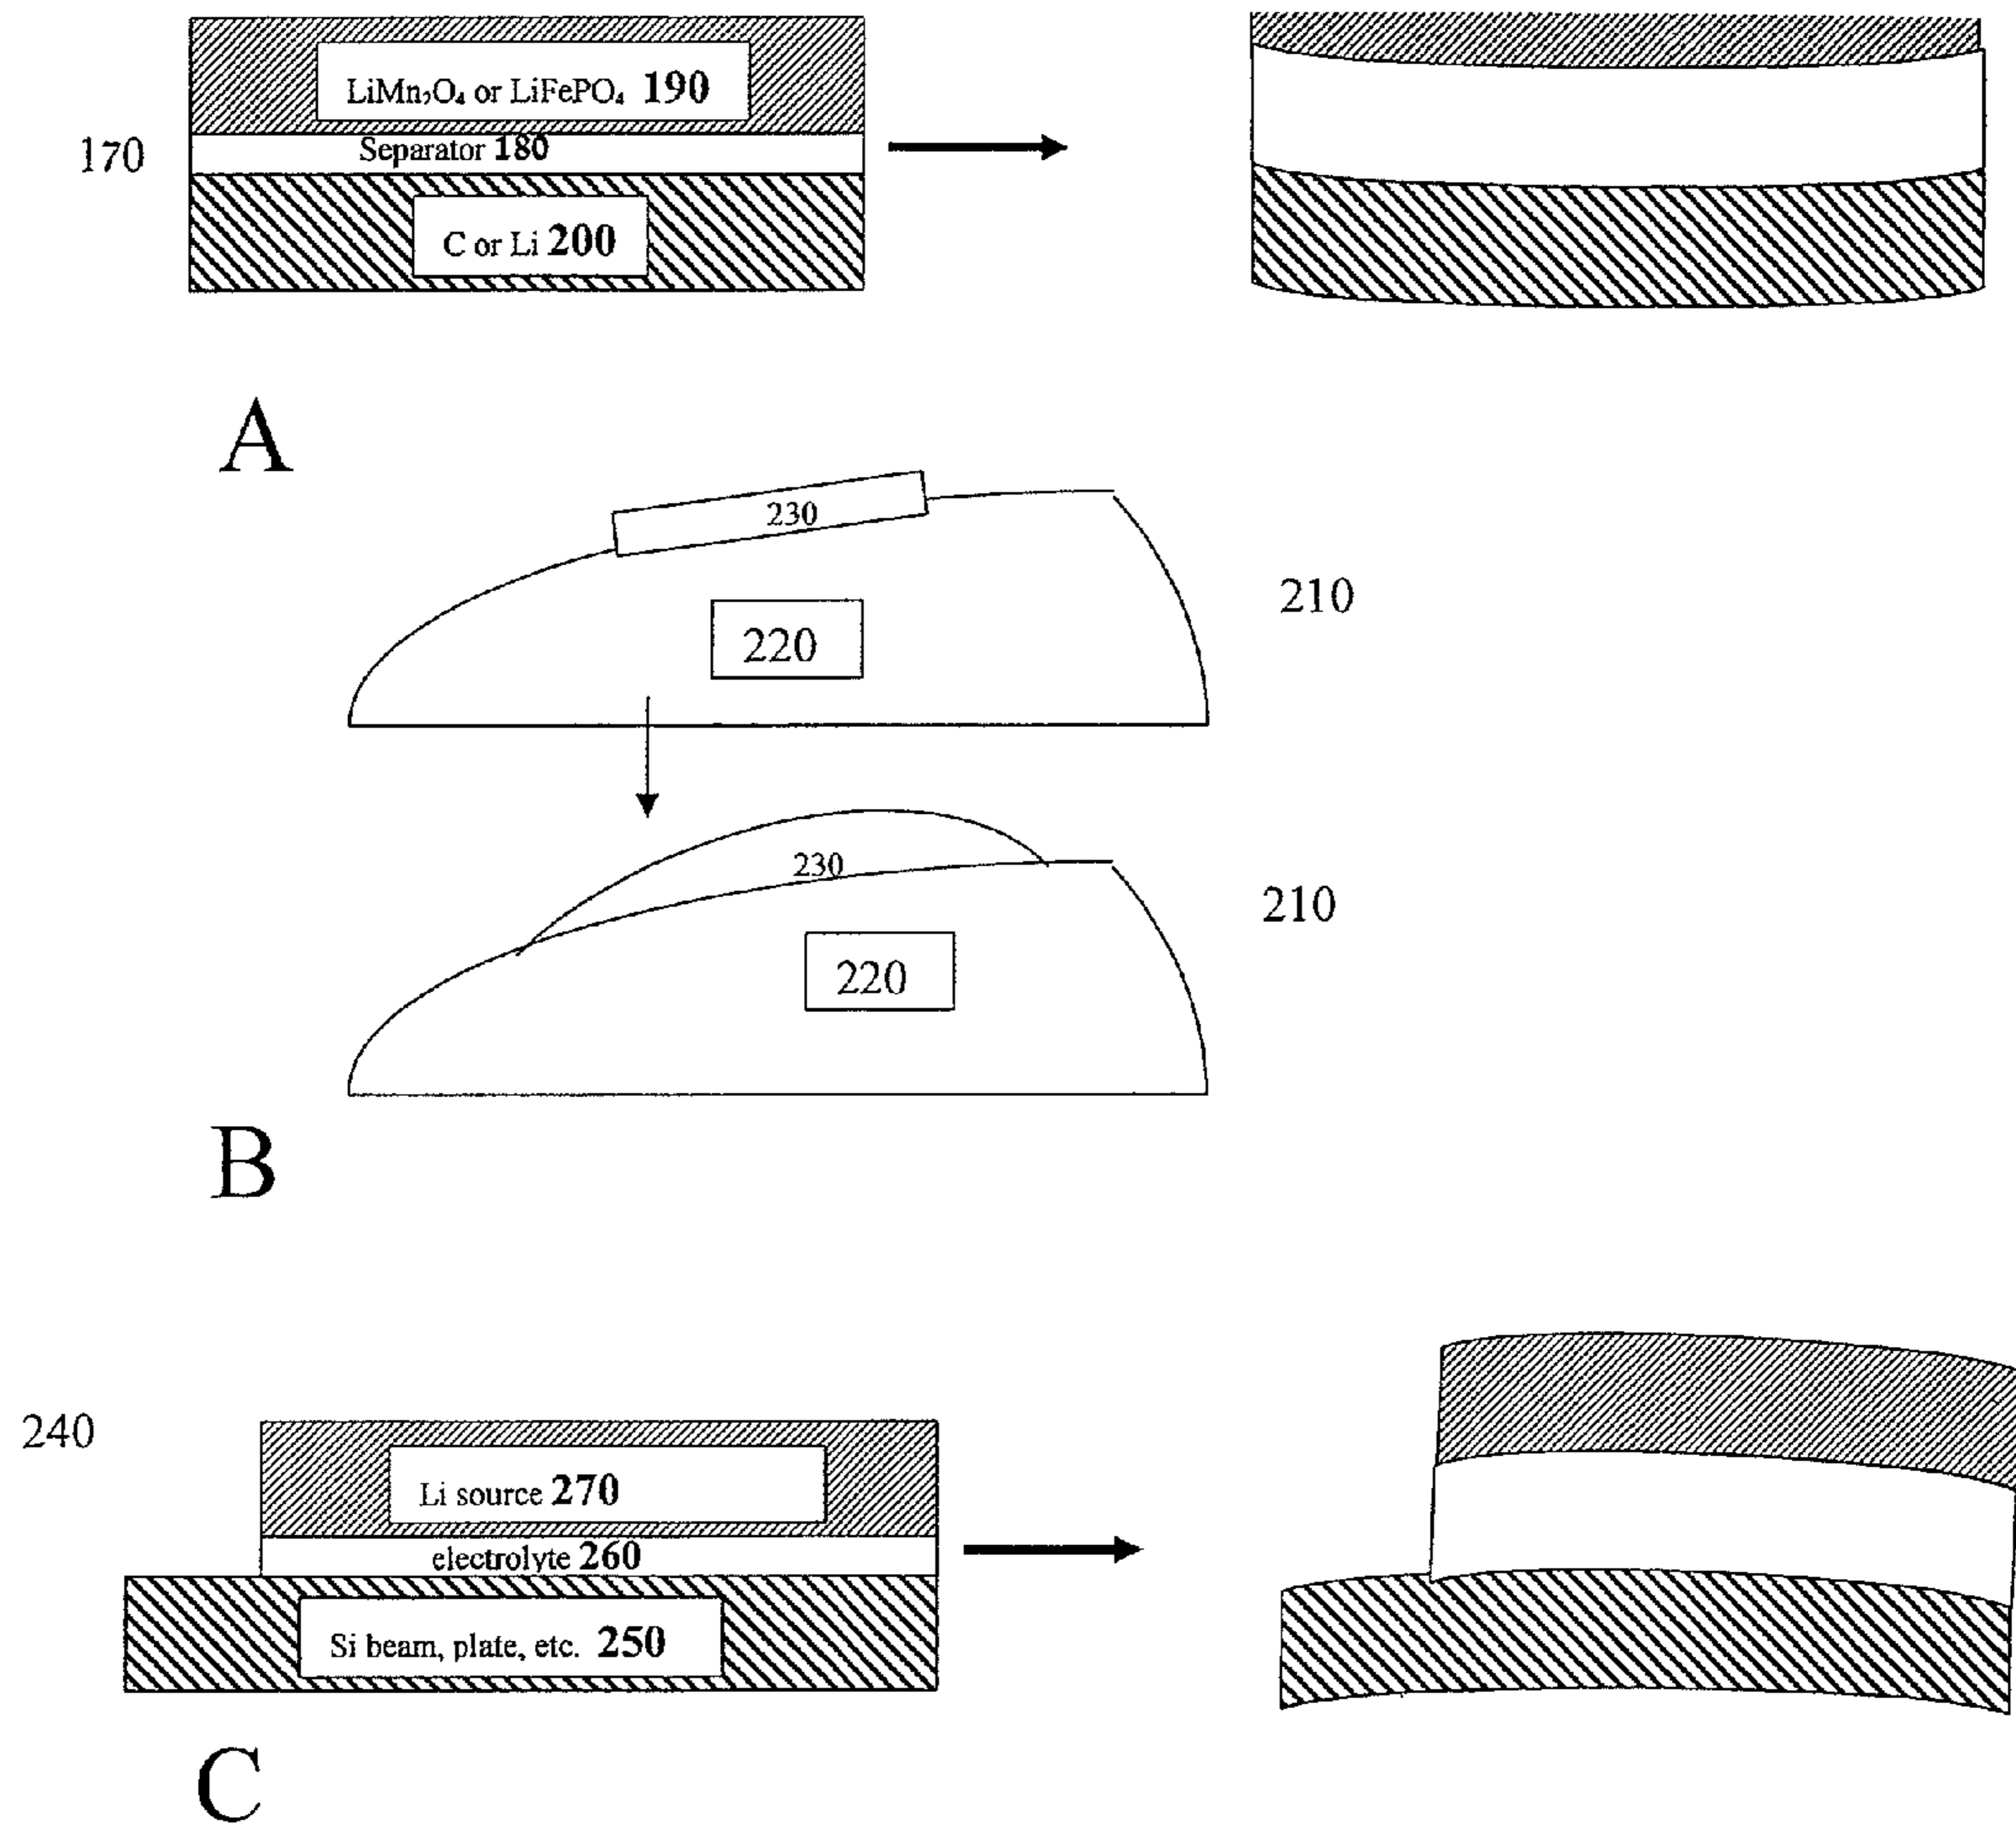 LiMn₂O₄ or LiFePO₄ 190
170
Separator 180
C or Li 200
A
230
210
220
230
210
220
B
240
Li source 270
electrolyte 260
Si beam, plate, etc. 250
C